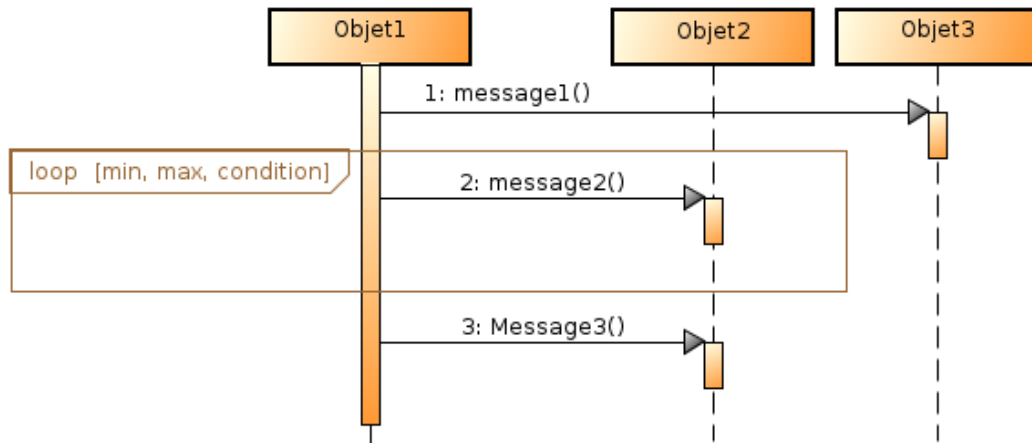 Objet1
Objet2
Objet3
1: message1()
loop [min, max, condition]
2: message2()
3: Message3()